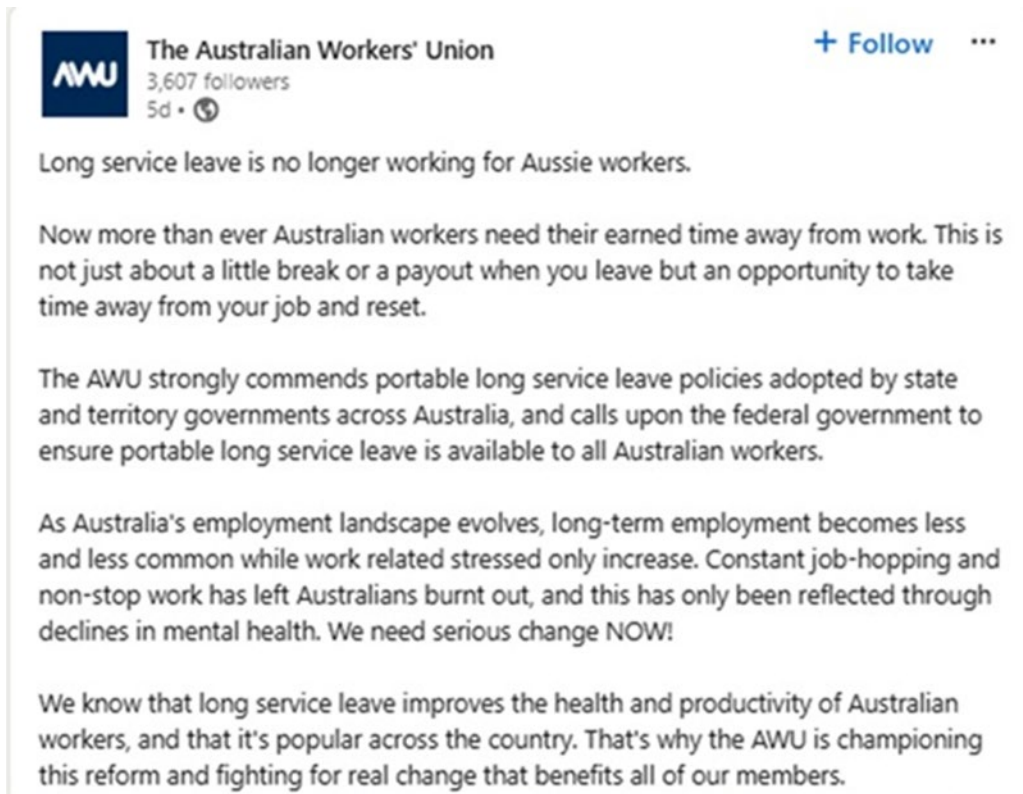 AWU
The Australian Workers' Union
3,607 followers
5d •
+ Follow
...
Long service leave is no longer working for Aussie workers.
Now more than ever Australian workers need their earned time away from work. This is
not just about a little break or a payout when you leave but an opportunity to take
time away from your job and reset.
The AWU strongly commends portable long service leave policies adopted by state
and territory governments across Australia, and calls upon the federal government to
ensure portable long service leave is available to all Australian workers.
As Australia's employment landscape evolves, long-term employment becomes less
and less common while work related stressed only increase. Constant job-hopping and
non-stop work has left Australians burnt out, and this has only been reflected through
declines in mental health. We need serious change NOW!
We know that long service leave improves the health and productivity of Australian
workers, and that it's popular across the country. That's why the AWU is championing
this reform and fighting for real change that benefits all of our members.